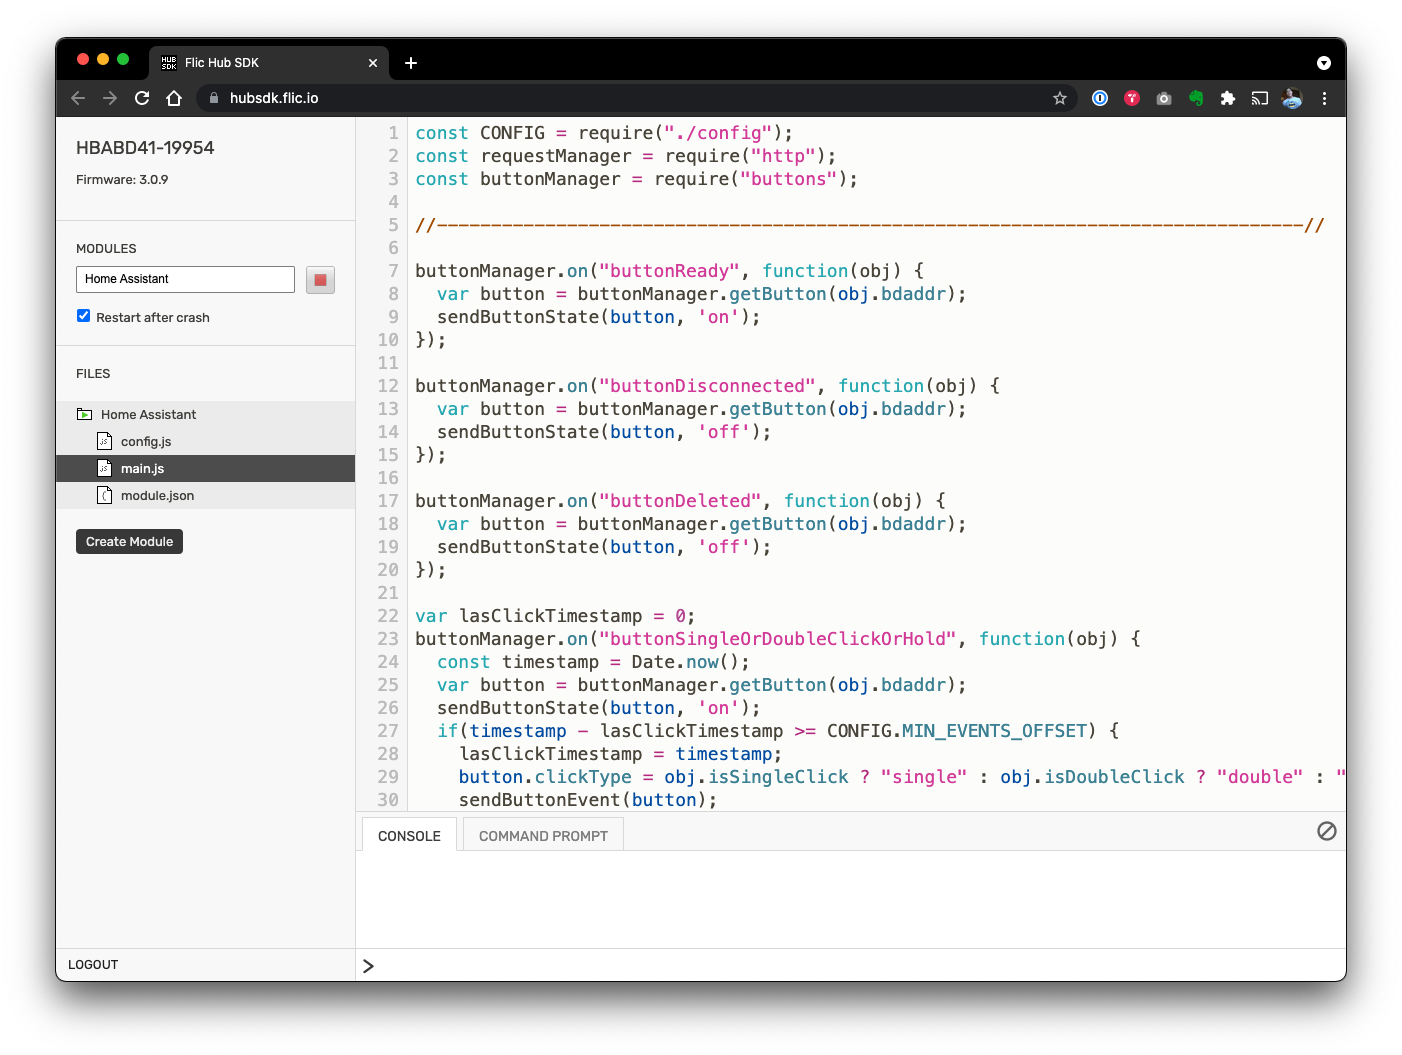 HUB SDK Flic Hub SDK
hubsdk.flic.io
HBABD41-19954
Firmware: 3.0.9
MODULES
Home Assistant
Restart after crash
FILES
Home Assistant
config.js
main.js
module.json
Create Module
LOGOUT
1 const CONFIG = require("./config");
2 const requestManager = require("http");
3 const buttonManager = require("buttons");
4
5 //--------------------------------------------------------------------------------//
6
7 buttonManager.on("buttonReady", function(obj) {
8   var button = buttonManager.getButton(obj.bdaddr);
9   sendButtonState(button, 'on');
10 });
11
12 buttonManager.on("buttonDisconnected", function(obj) {
13   var button = buttonManager.getButton(obj.bdaddr);
14   sendButtonState(button, 'off');
15 });
16
17 buttonManager.on("buttonDeleted", function(obj) {
18   var button = buttonManager.getButton(obj.bdaddr);
19   sendButtonState(button, 'off');
20 });
21
22 var lasClickTimestamp = 0;
23 buttonManager.on("buttonSingleOrDoubleClickOrHold", function(obj) {
24   const timestamp = Date.now();
25   var button = buttonManager.getButton(obj.bdaddr);
26   sendButtonState(button, 'on');
27   if(timestamp - lasClickTimestamp >= CONFIG.MIN_EVENTS_OFFSET) {
28     lasClickTimestamp = timestamp;
29     button.clickType = obj.isSingleClick ? "single" : obj.isDoubleClick ? "double" : "
30     sendButtonEvent(button);
CONSOLE COMMAND PROMPT
>